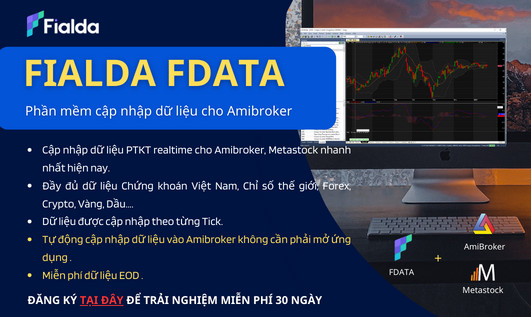 Fialda
FIALDA FDATA
Phần mềm cập nhập dữ liệu cho Amibroker
Cập nhập dữ liệu PTKT realtime cho Amibroker, Metastock nhanh
nhất hiện nay.
Đầy đủ dữ liệu Chứng khoán Việt Nam, Chỉ số thế giới, Forex,
Crypto, Vàng, Dầu....
Dữ liệu được cập nhập theo từng Tick.
Tự động cập nhập dữ liệu vào Amibroker không cần phải mở ứng
dụng .
Miễn phí dữ liệu EOD .
ĐĂNG KÝ TẠI ĐÂY ĐỂ TRẢI NGHIỆM MIỄN PHÍ 30 NGÀY
AmiBroker
FDATA
+
Metastock